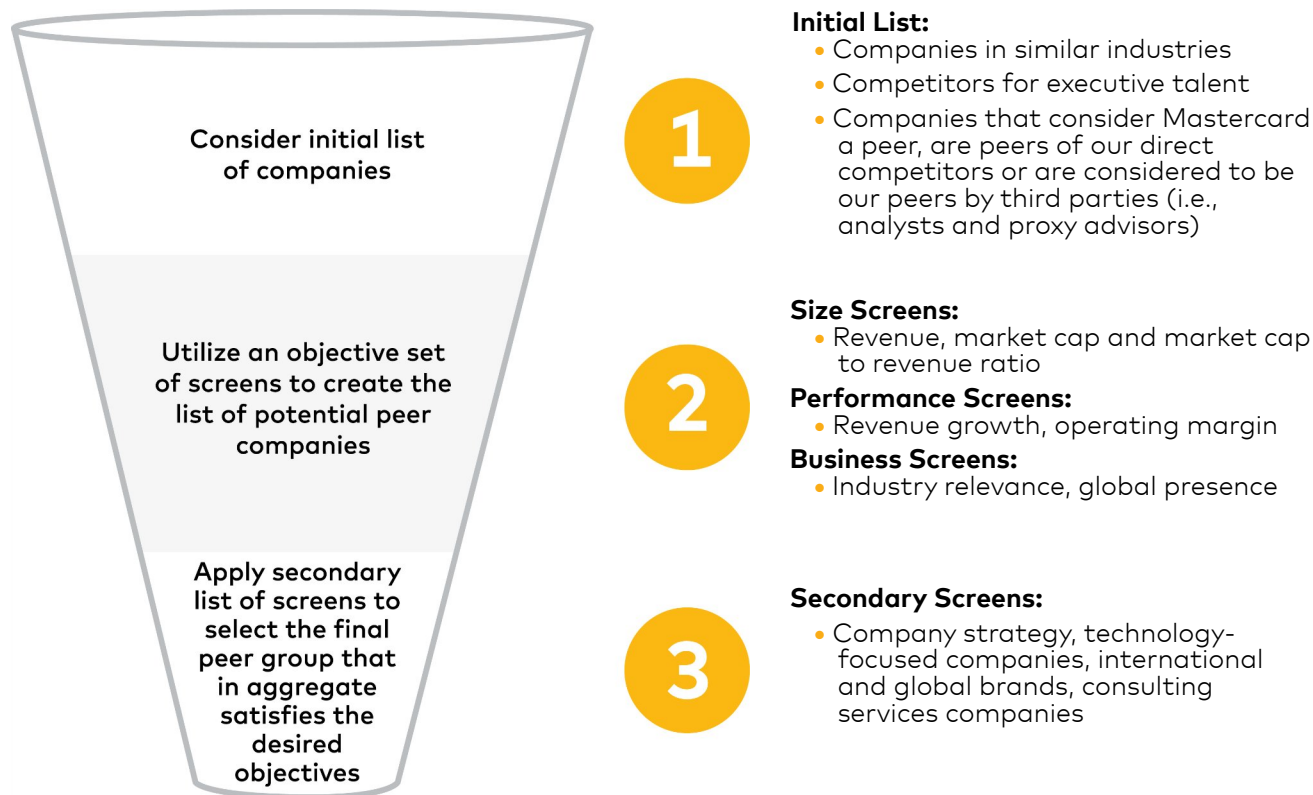 Consider initial list
of companies
1
Initial List:
• Companies in similar industries
• Competitors for executive talent
• Companies that consider Mastercard
a peer, are peers of our direct
competitors or are considered to be
our peers by third parties (i.e.,
analysts and proxy advisors)
Utilize an objective set
of screens to create the
list of potential peer
companies
2
Size Screens:
• Revenue, market cap and market cap
to revenue ratio
Performance Screens:
• Revenue growth, operating margin
Business Screens:
• Industry relevance, global presence
Apply secondary
list of screens to
select the final
peer group that
in aggregate
satisfies the
desired
objectives
3
Secondary Screens:
• Company strategy, technology-
focused companies, international
and global brands, consulting
services companies